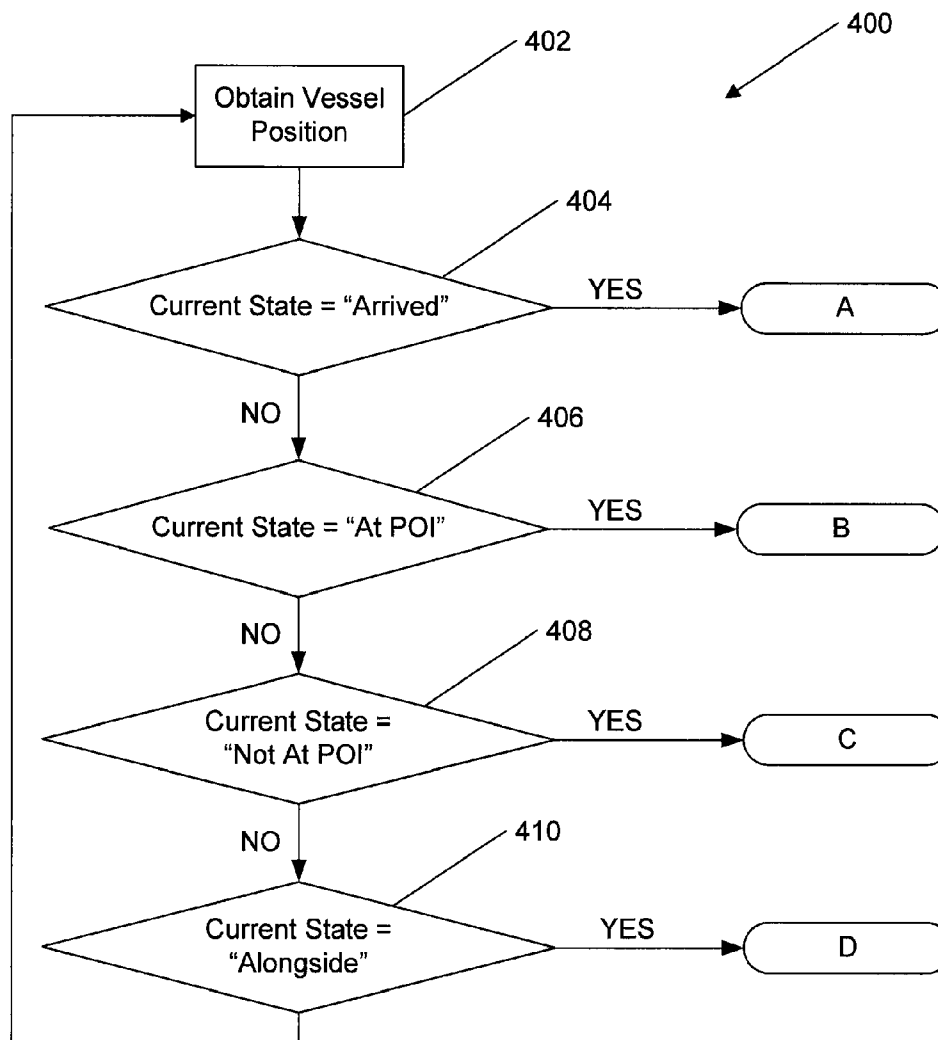 402
400
Obtain Vessel
Position
404
Current State = “Arrived”
YES
A
NO
406
Current State = “At POI”
YES
B
NO
408
Current State =
“Not At POI”
YES
C
NO
410
Current State =
“Alongside”
YES
D